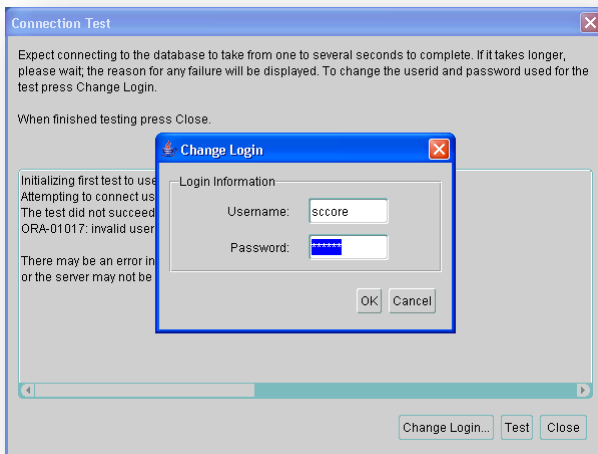 Connection Test
Expect connecting to the database to take from one to several seconds to complete. If it takes longer,
please wait; the reason for any failure will be displayed. To change the userid and password used for the
test press Change Login.
When finished testing press Close.
Change Login
Initializing first test to use
Attempting to connect us
The test did not succeed
ORA-01017: invalid user
There may be an error in
or the server may not be
Login Information
Username: sccore
Password: ******
OK Cancel
Change Login... Test Close